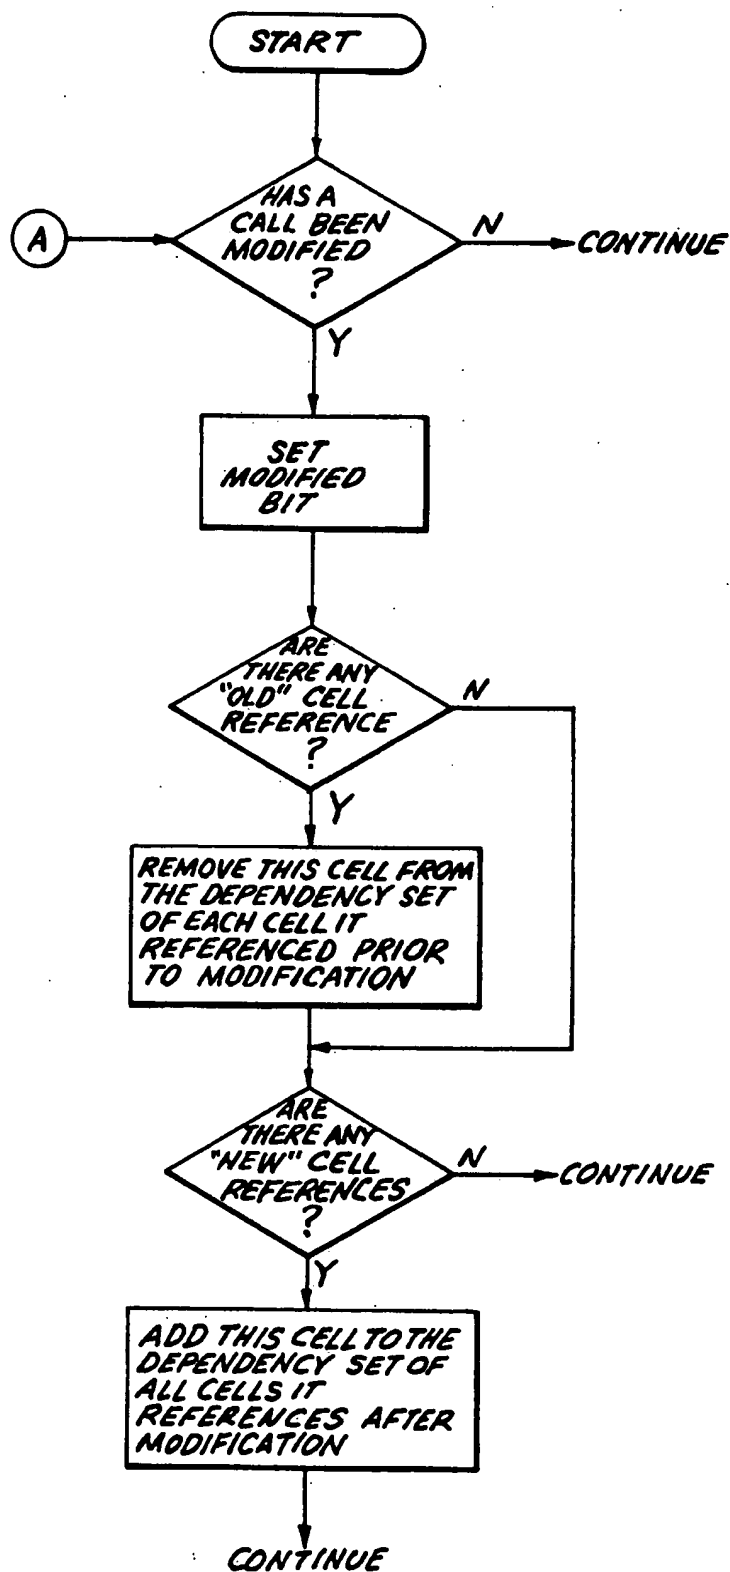 START
HAS A
CALL BEEN
MODIFIED
?
A
N
CONTINUE
Y
SET
MODIFIED
BIT
ARE
THERE ANY
"OLD" CELL
REFERENCE
?
N
Y
REMOVE THIS CELL FROM
THE DEPENDENCY SET
OF EACH CELL IT
REFERENCED PRIOR
TO MODIFICATION
ARE
THERE ANY
"NEW" CELL
REFERENCES
?
N
CONTINUE
Y
ADD THIS CELL TO THE
DEPENDENCY SET OF
ALL CELLS IT
REFERENCES AFTER
MODIFICATION
CONTINUE